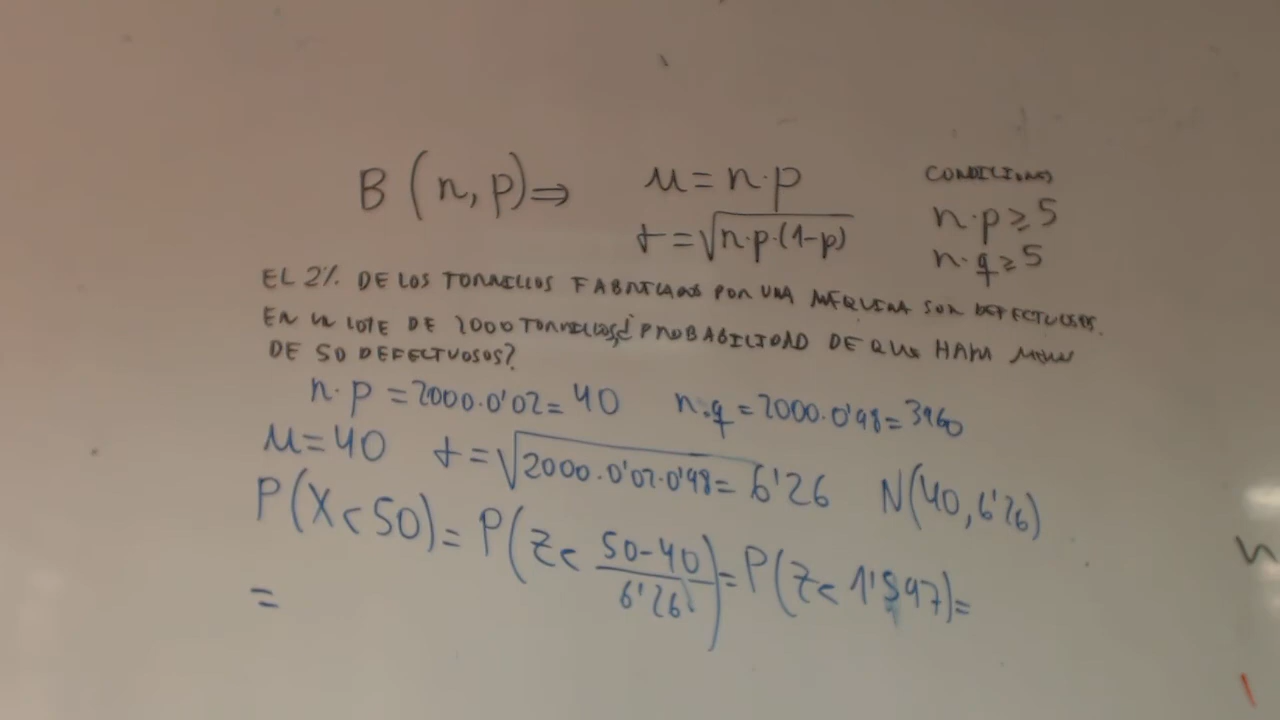 B (n, p) ⇒ μ = n·p CONDICIONES
σ = √n·p·(1-p) n·p ≥ 5
n·q ≥ 5
EL 2% DE LOS TORNILLOS FABRICADOS POR UNA MÁQUINA SON DEFECTUOSOS.
EN UN LOTE DE 2000 TORNILLOS, ¿PROBABILIDAD DE QUE HAYA MENOS
DE 50 DEFECTUOSOS?
n·p = 2000·0'02 = 40 n·q = 2000·0'98 = 3960
μ = 40 σ = √2000·0'02·0'98 = 6'26 N(40, 6'26)
P(X < 50) = P(Z < 50-40/6'26) = P(Z < 1'597) =
=